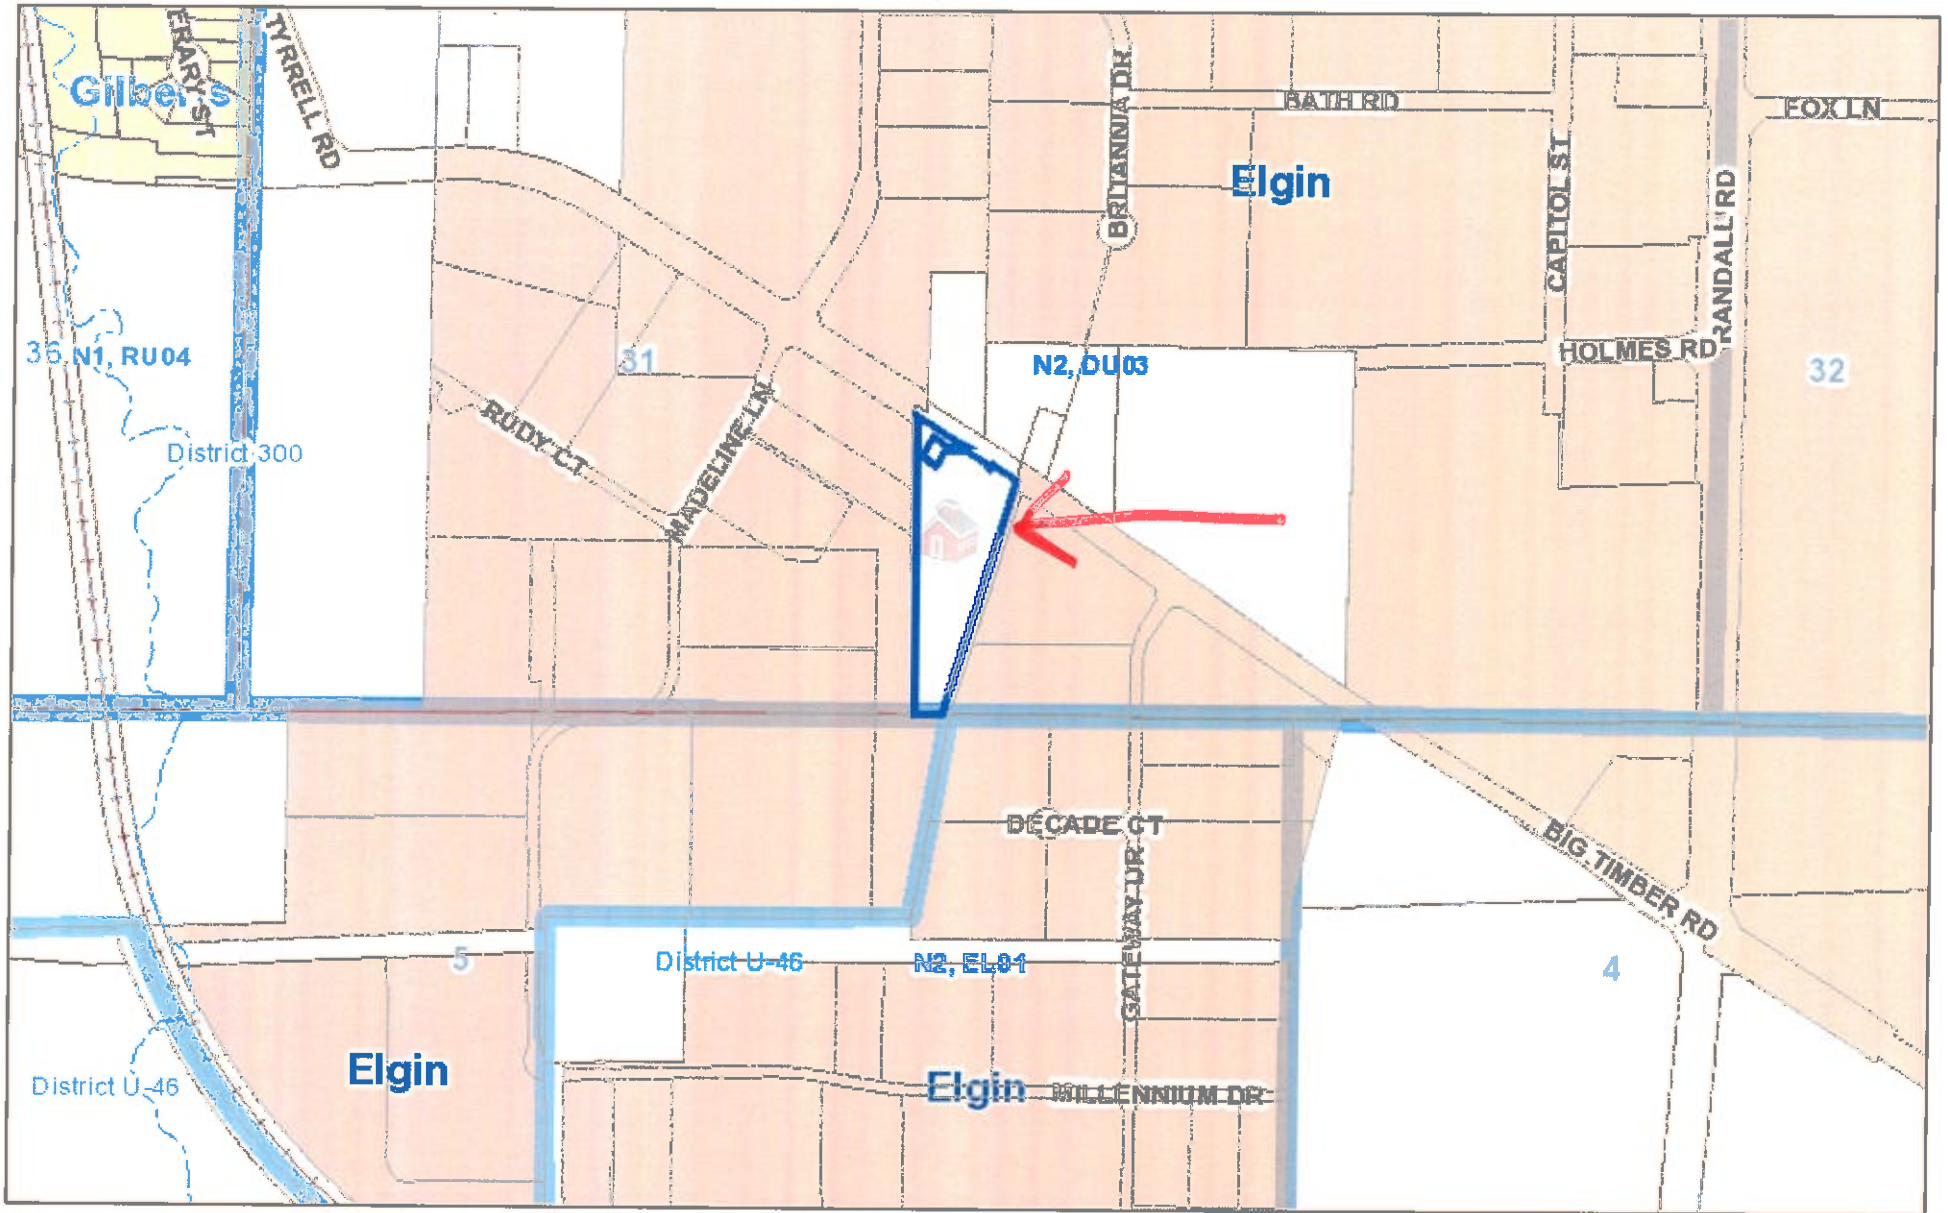 TYRRELL RD
Gilberts
BRITANNIA DR
BATH RD
FOX LN
Elgin
CAPITOL ST
RANDALL RD
36
N1, RU04
31
N2, DU03
HOLMES RD
32
RUDY CT
MADELINE LN
District 300
DECADE CT
GATEWAY DR
BIG TIMBER RD
5
District U-46
N2, EL01
4
District U-46
Elgin
Elgin
MILLENNIUM DR